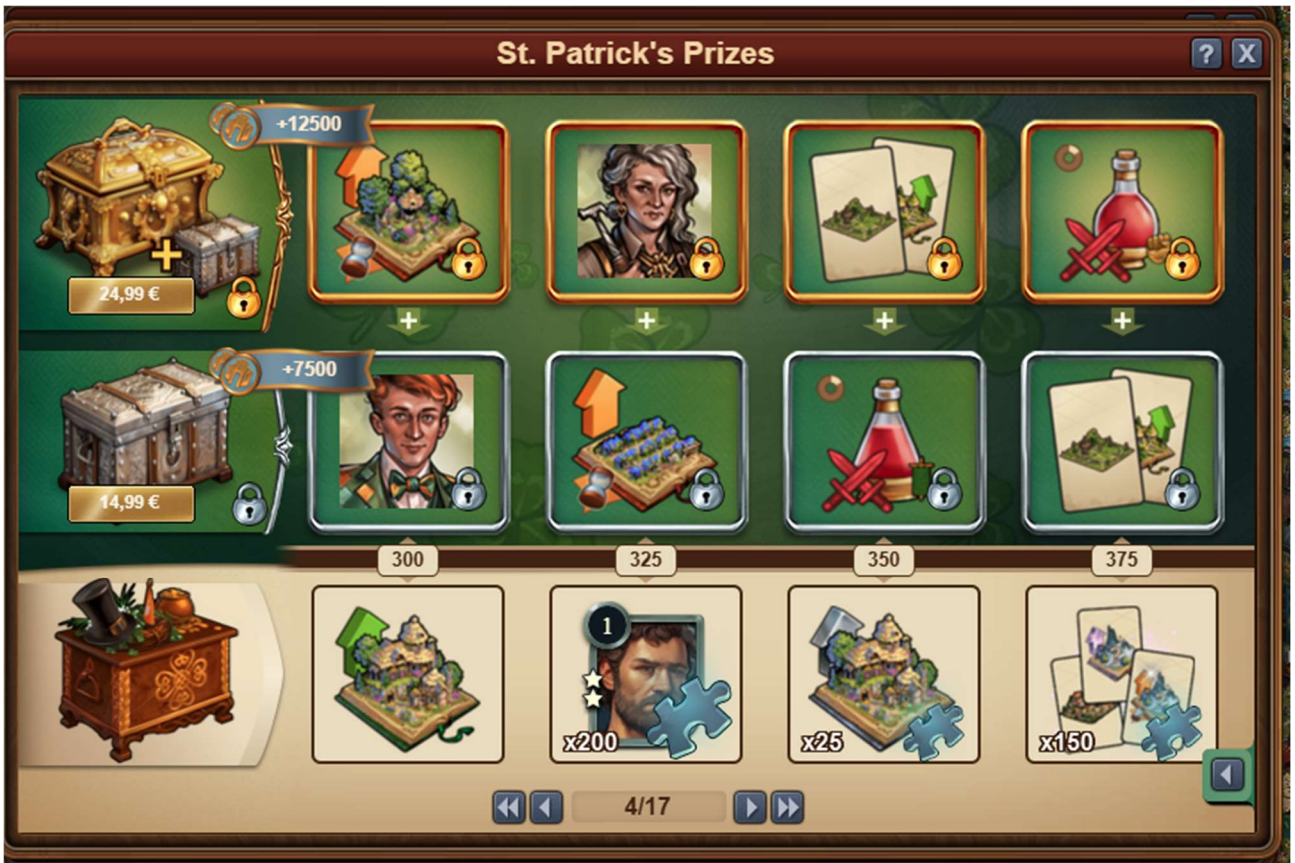 St. Patrick's Prizes
? X
+12500
24,99 €
+7500
14,99 €
300 325 350 375
1
x200 x25 x150
4/17